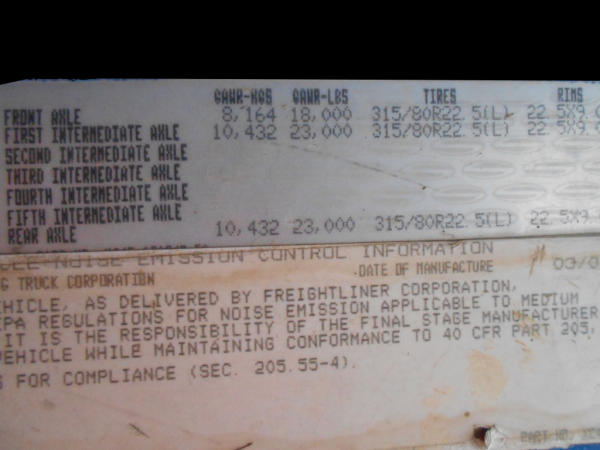 GAWR-KGS GAWR-LBS TIRES RIMS
FRONT AXLE 8,164 18,000 315/80R22.5(L) 22.5X9.
FIRST INTERMEDIATE AXLE 10,432 23,000 315/80R22.5(L) 22.5X9.
SECOND INTERMEDIATE AXLE
THIRD INTERMEDIATE AXLE
FOURTH INTERMEDIATE AXLE
FIFTH INTERMEDIATE AXLE
REAR AXLE 10,432 23,000 315/80R22.5(L) 22.5X9.
NOISE EMISSION CONTROL INFORMATION
G TRUCK CORPORATION DATE OF MANUFACTURE 03/0
EHICLE, AS DELIVERED BY FREIGHTLINER CORPORATION,
EPA REGULATIONS FOR NOISE EMISSION APPLICABLE TO MEDIUM
IT IS THE RESPONSIBILITY OF THE FINAL STAGE MANUFACTURER
VEHICLE WHILE MAINTAINING CONFORMANCE TO 40 CFR PART 205,
S FOR COMPLIANCE (SEC. 205.55-4).
PART NO.